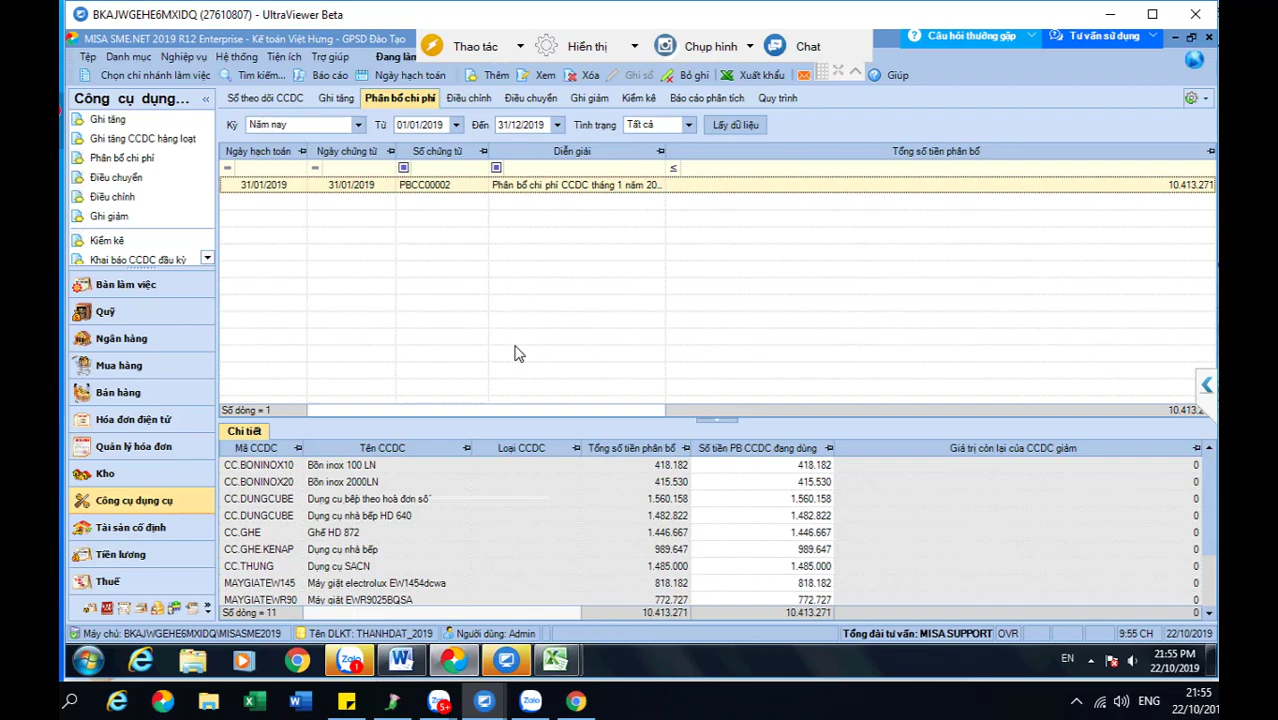 BKAJWGEHE6MXIDQ (27610807) - UltraViewer Beta
MISA SME.NET 2019 R12 Enterprise - Kế toán Việt Hưng - GPSD Đào Tạo
Thao tác Hiển thị Chụp hình Chat
Câu hỏi thường gặp Tư vấn sử dụng
Tệp Danh mục Nghiệp vụ Hệ thống Tiện ích Trợ giúp Đang làm
Chọn chi nhánh làm việc Tìm kiếm... Báo cáo Ngày hạch toán Thêm Xem Xóa Ghi sổ Bỏ ghi Xuất khẩu Giúp
Công cụ dụng... «
Sổ theo dõi CCDC Ghi tăng Phân bổ chi phí Điều chỉnh Điều chuyển Ghi giảm Kiểm kê Báo cáo phân tích Quy trình
Ghi tăng
Ghi tăng CCDC hàng loạt
Phân bổ chi phí
Điều chuyển
Điều chỉnh
Ghi giảm
Kiểm kê
Khai báo CCDC đầu kỳ
Kỳ Năm nay Từ 01/01/2019 Đến 31/12/2019 Tình trạng Tất cả Lấy dữ liệu
Ngày hạch toán Ngày chứng từ Số chứng từ Diễn giải Tổng số tiền phân bổ
= = ≤
31/01/2019 31/01/2019 PBCC00002 Phân bổ chi phí CCDC tháng 1 năm 20... 10.413.271
Số dòng = 1 10.413.2
Bàn làm việc
Quỹ
Ngân hàng
Mua hàng
Bán hàng
Hóa đơn điện tử
Quản lý hóa đơn
Kho
Công cụ dụng cụ
Tài sản cố định
Tiền lương
Thuế
Chi tiết
Mã CCDC Tên CCDC Loại CCDC Tổng số tiền phân bổ Số tiền PB CCDC đang dùng Giá trị còn lại của CCDC giảm
CC.BONINOX10 Bồn inox 100 LN 418.182 418.182 0
CC.BONINOX20 Bồn inox 2000LN 415.530 415.530 0
CC.DUNGCUBE Dụng cụ bếp theo hoá đơn số 1.560.158 1.560.158 0
CC.DUNGCUBE Dụng cụ nhà bếp HD 640 1.482.822 1.482.822 0
CC.GHE Ghế HD 872 1.446.667 1.446.667 0
CC.GHE.KENAP Dụng cụ nhà bếp 989.647 989.647 0
CC.THUNG Dụng cụ SACN 1.485.000 1.485.000 0
MAYGIATEW145 Máy giặt electrolux EW1454dcwa 818.182 818.182 0
MAYGIATEWR90 Máy giặt EWR9025BQSA 772.727 772.727 0
Số dòng = 11 10.413.271 10.413.271 0
Máy chủ: BKAJWGEHE6MXIDQ\MISASME2019 Tên DLKT: THANHDAT_2019 Người dùng: Admin Tổng đài tư vấn: MISA SUPPORT OVR 9:55 CH 22/10/2019
EN 21:55 PM
22/10/2019
ENG 21:55
22/10/201